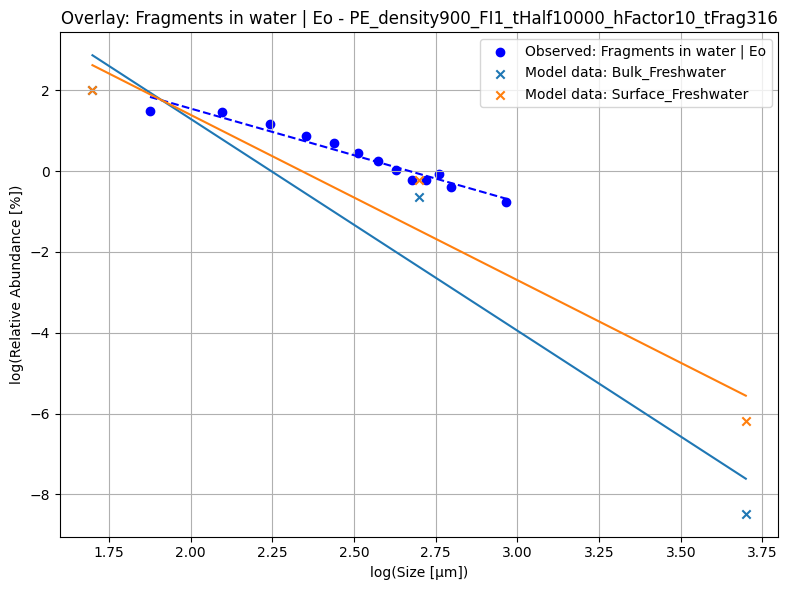 Overlay: Fragments in water | Eo - PE_density900_FI1_tHalf10000_hFactor10_tFrag316
Observed: Fragments in water | Eo
Model data: Bulk_Freshwater
Model data: Surface_Freshwater
log(Relative Abundance [%])
2
0
−2
−4
−6
−8
1.75
2.00
2.25
2.50
2.75
3.00
3.25
3.50
3.75
log(Size [µm])